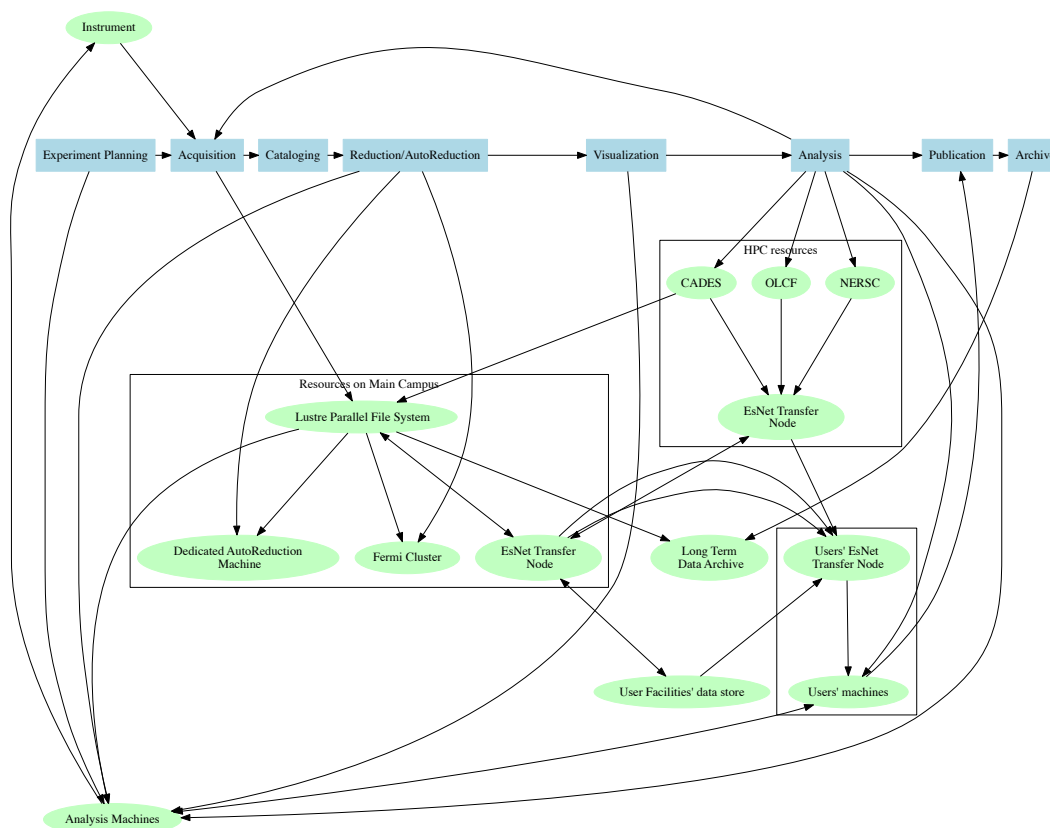 Instrument
Experiment Planning
Acquisition
Cataloging
Reduction/AutoReduction
Visualization
Analysis
Publication
Archiv
HPC resources
CADES
OLCF
NERSC
Resources on Main Campus
Lustre Parallel File System
EsNet Transfer
Node
Dedicated AutoReduction
Machine
Fermi Cluster
EsNet Transfer
Node
Long Term
Data Archive
Users' EsNet
Transfer Node
User Facilities' data store
Users' machines
Analysis Machines